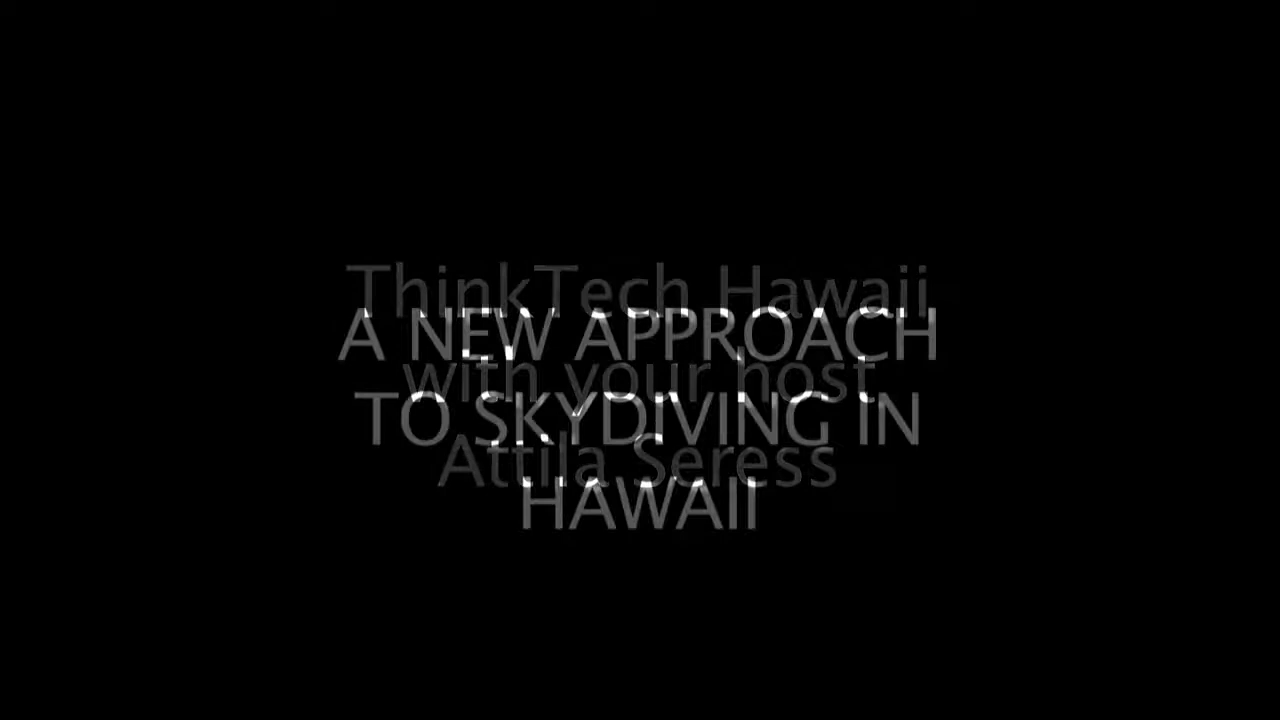 ThinkTech Hawaii
A NEW APPROACH
with your host
TO SKYDIVING IN
Attila Seress
HAWAII